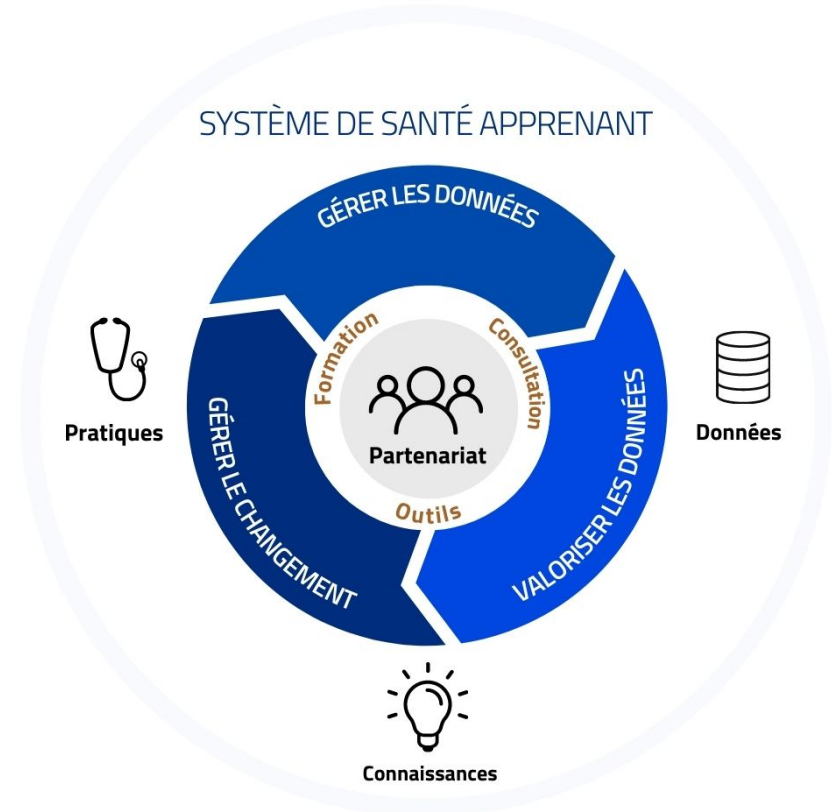 SYSTÈME DE SANTÉ APPRENANT
GÉRER LES DONNÉES
Formation
Consultation
Pratiques
Partenariat
Données
Outils
GÉRER LE CHANGEMENT
VALORISER LES DONNÉES
Connaissances